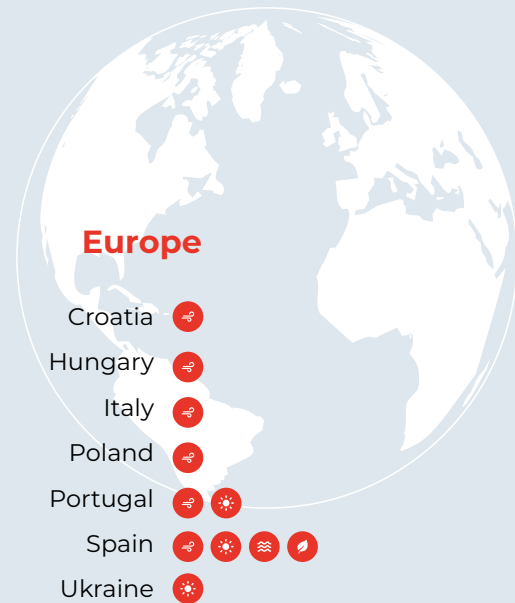 Europe
Croatia
Hungary
Italy
Poland
Portugal
Spain
Ukraine